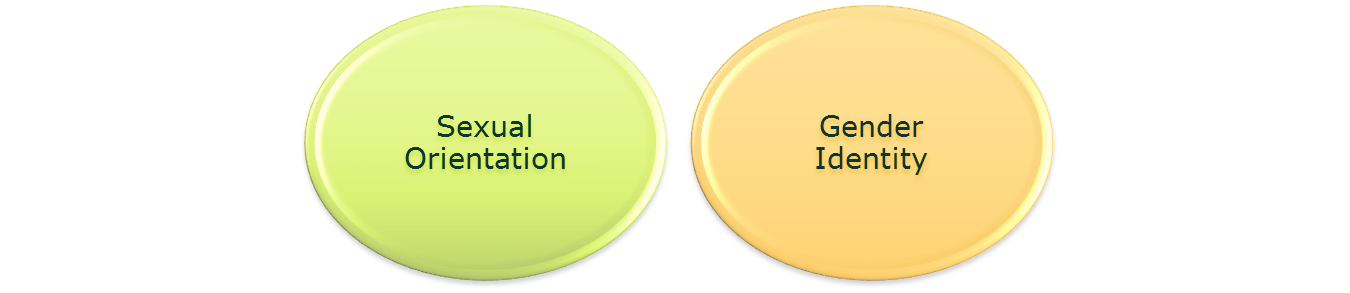 Sexual
Orientation
Gender
Identity